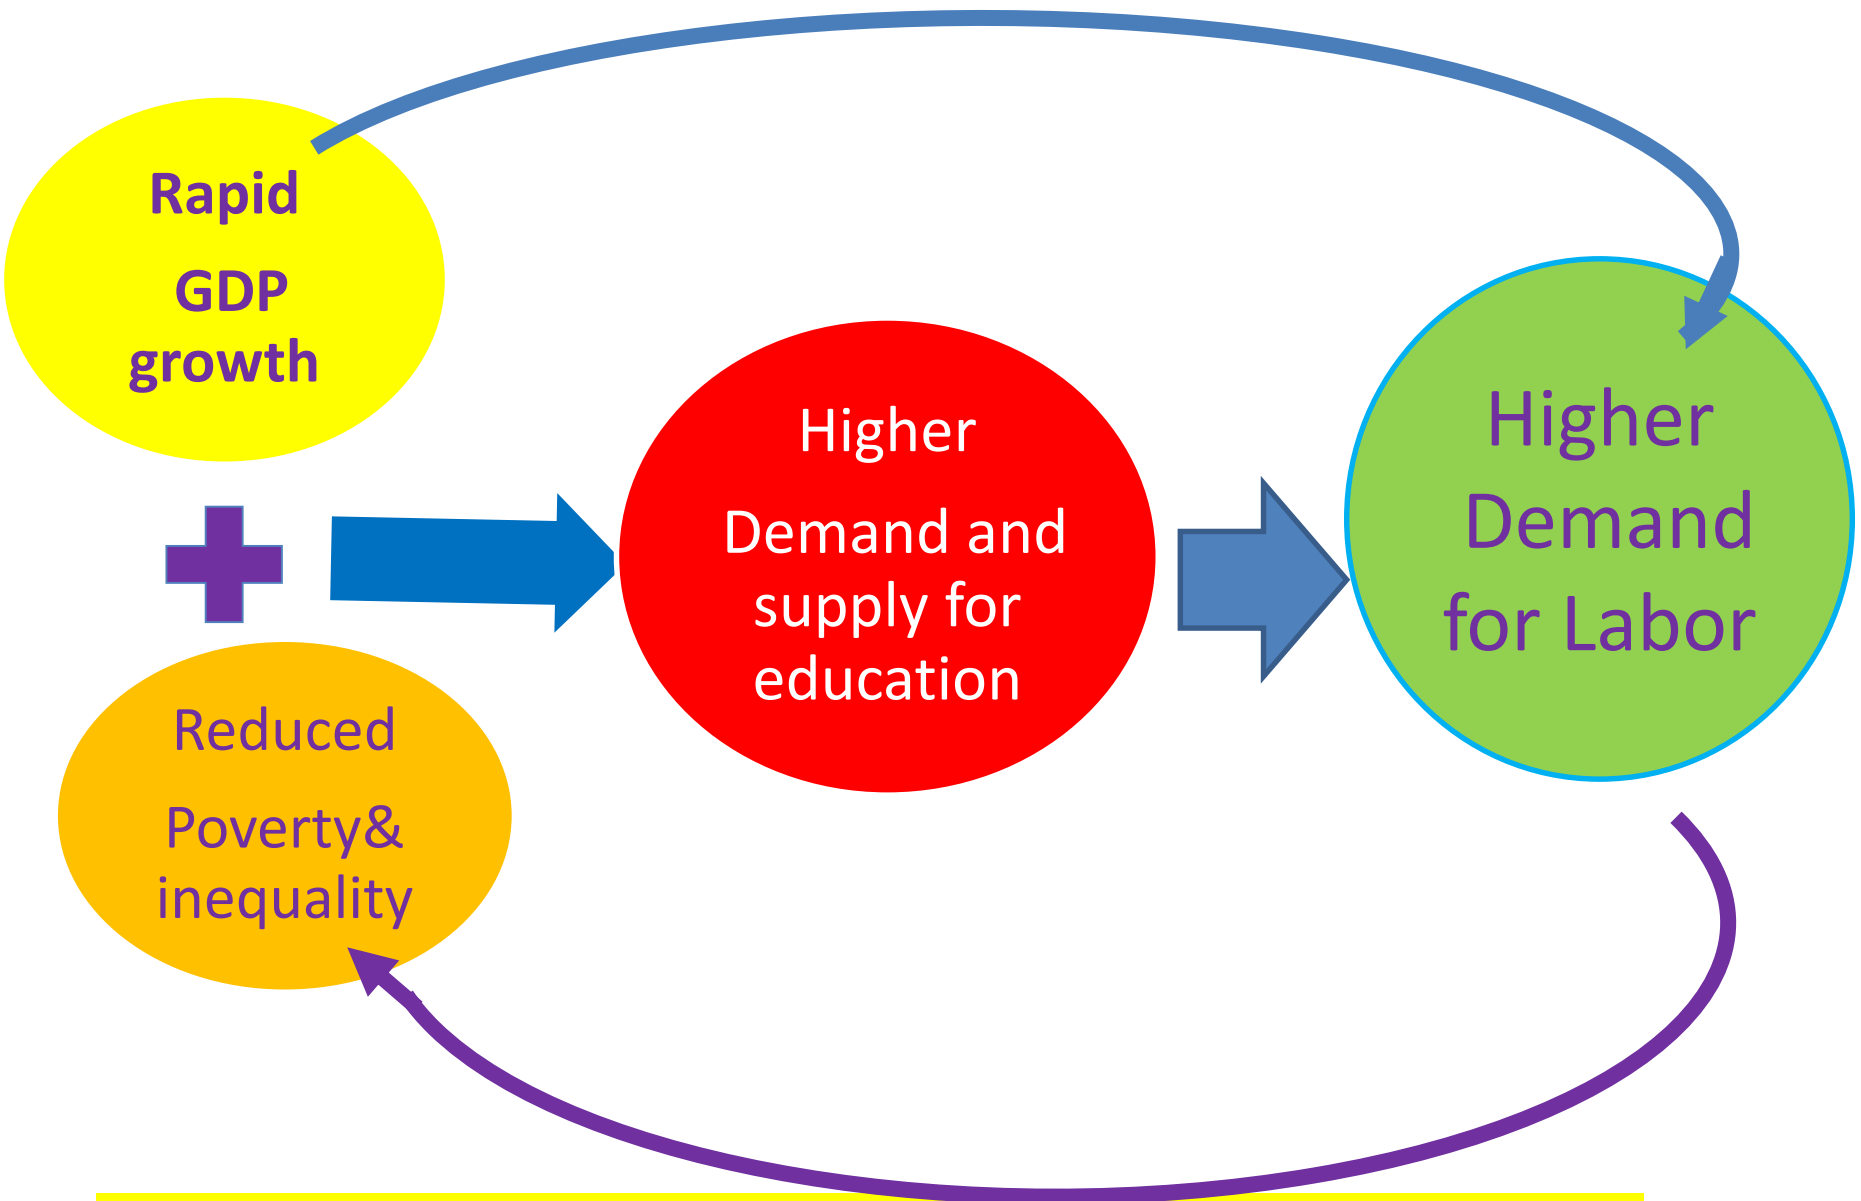 Rapid
GDP
growth
Higher
Demand and
supply for
education
Higher
Demand
for Labor
Reduced
Poverty&
inequality